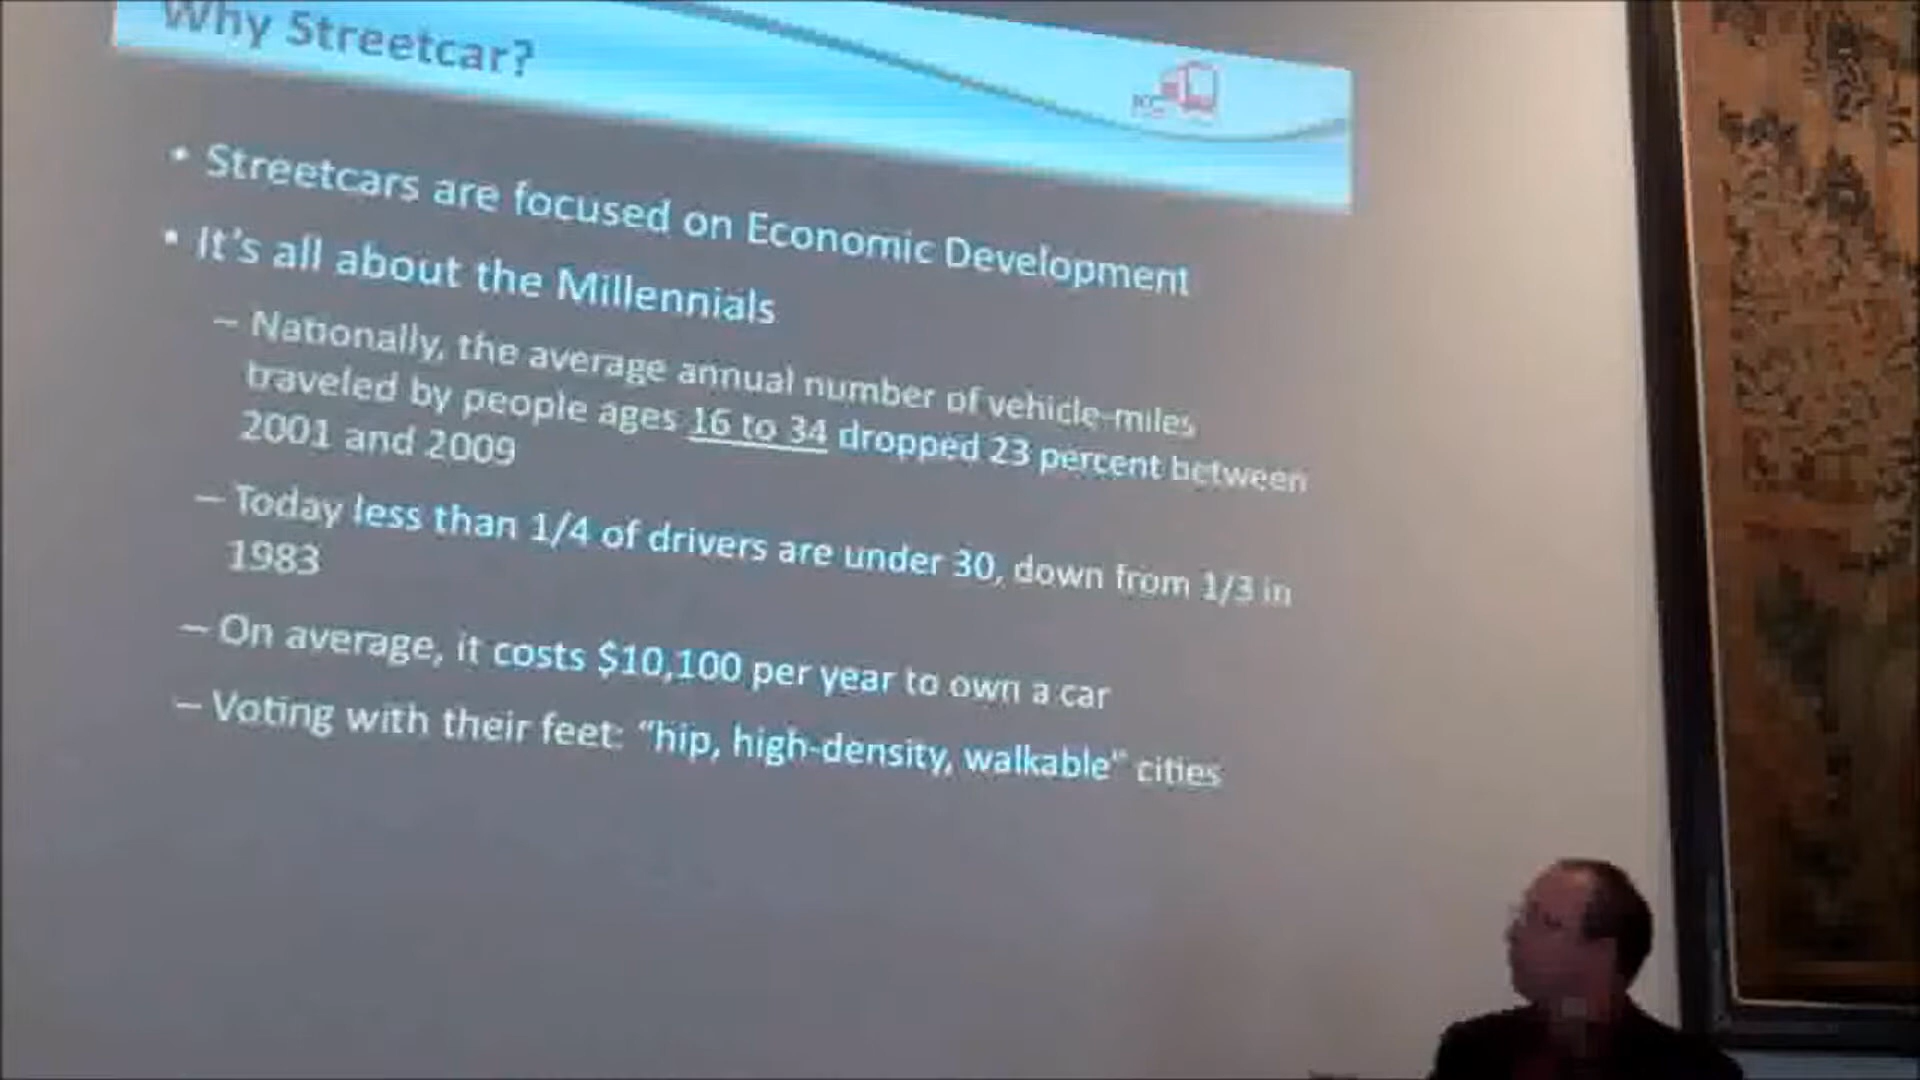 Why Streetcar?
• Streetcars are focused on Economic Development
• It's all about the Millennials
– Nationally, the average annual number of vehicle-miles
traveled by people ages 16 to 34 dropped 23 percent between
2001 and 2009
– Today less than 1/4 of drivers are under 30, down from 1/3 in
1983
– On average, it costs $10,100 per year to own a car
– Voting with their feet: "hip, high-density, walkable" cities